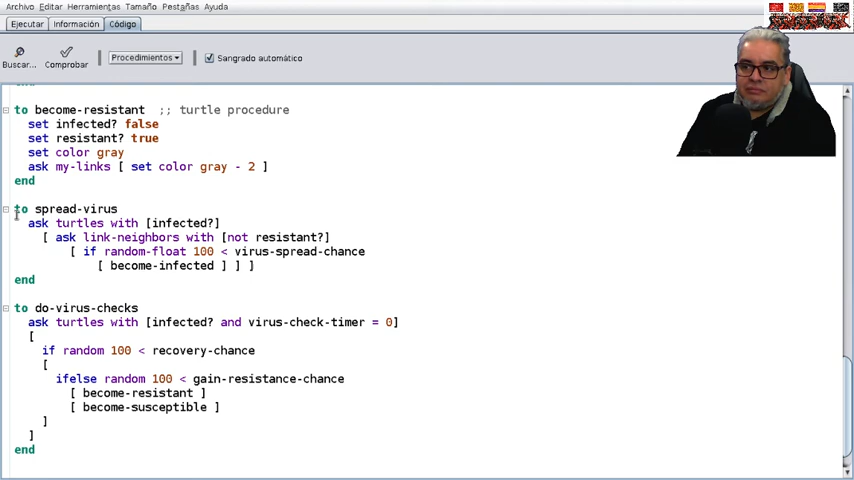 Archivo Editar Herramientas Tamaño Pestañas Ayuda
Ejecutar Información Código
Buscar... Comprobar Procedimientos Sangrado automático
end
to become-resistant ;; turtle procedure
set infected? false
set resistant? true
set color gray
ask my-links [ set color gray - 2 ]
end
to spread-virus
ask turtles with [infected?]
[ ask link-neighbors with [not resistant?]
[ if random-float 100 < virus-spread-chance
[ become-infected ] ] ]
end
to do-virus-checks
ask turtles with [infected? and virus-check-timer = 0]
[
if random 100 < recovery-chance
[
ifelse random 100 < gain-resistance-chance
[ become-resistant ]
[ become-susceptible ]
]
]
end